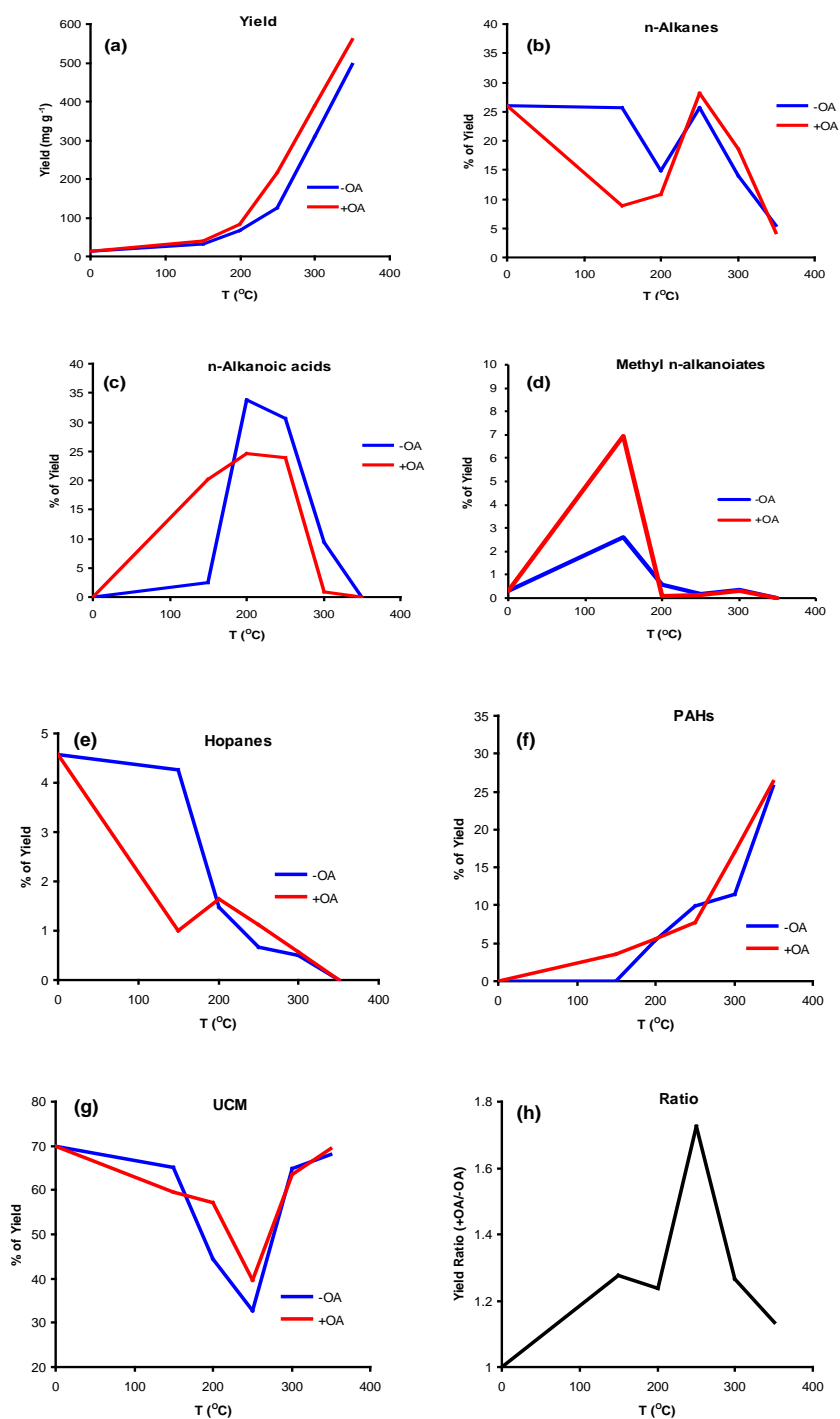 (a)
Yield
Yield (mg g⁻¹)
600
500
400
300
200
100
0
0 100 200 300 400
T (ºC)
-OA
+OA
(b)
n-Alkanes
% of Yield
40
35
30
25
20
15
10
5
0
0 100 200 300 400
T (ºC)
-OA
+OA
(c)
n-Alkanoic acids
% of Yield
40
35
30
25
20
15
10
5
0
0 100 200 300 400
T (ºC)
-OA
+OA
(d)
Methyl n-alkanoiates
% of Yield
10
9
8
7
6
5
4
3
2
1
0
0 100 200 300 400
T (ºC)
-OA
+OA
(e)
Hopanes
% of Yield
5
4
3
2
1
0
0 100 200 300 400
T (ºC)
-OA
+OA
(f)
PAHs
% of Yield
35
30
25
20
15
10
5
0
0 100 200 300 400
T (ºC)
-OA
+OA
(g)
UCM
% of Yield
80
70
60
50
40
30
20
0 100 200 300 400
T (ºC)
-OA
+OA
(h)
Ratio
Yield Ratio (+OA/-OA)
1.8
1.6
1.4
1.2
1
0 100 200 300 400
T (ºC)